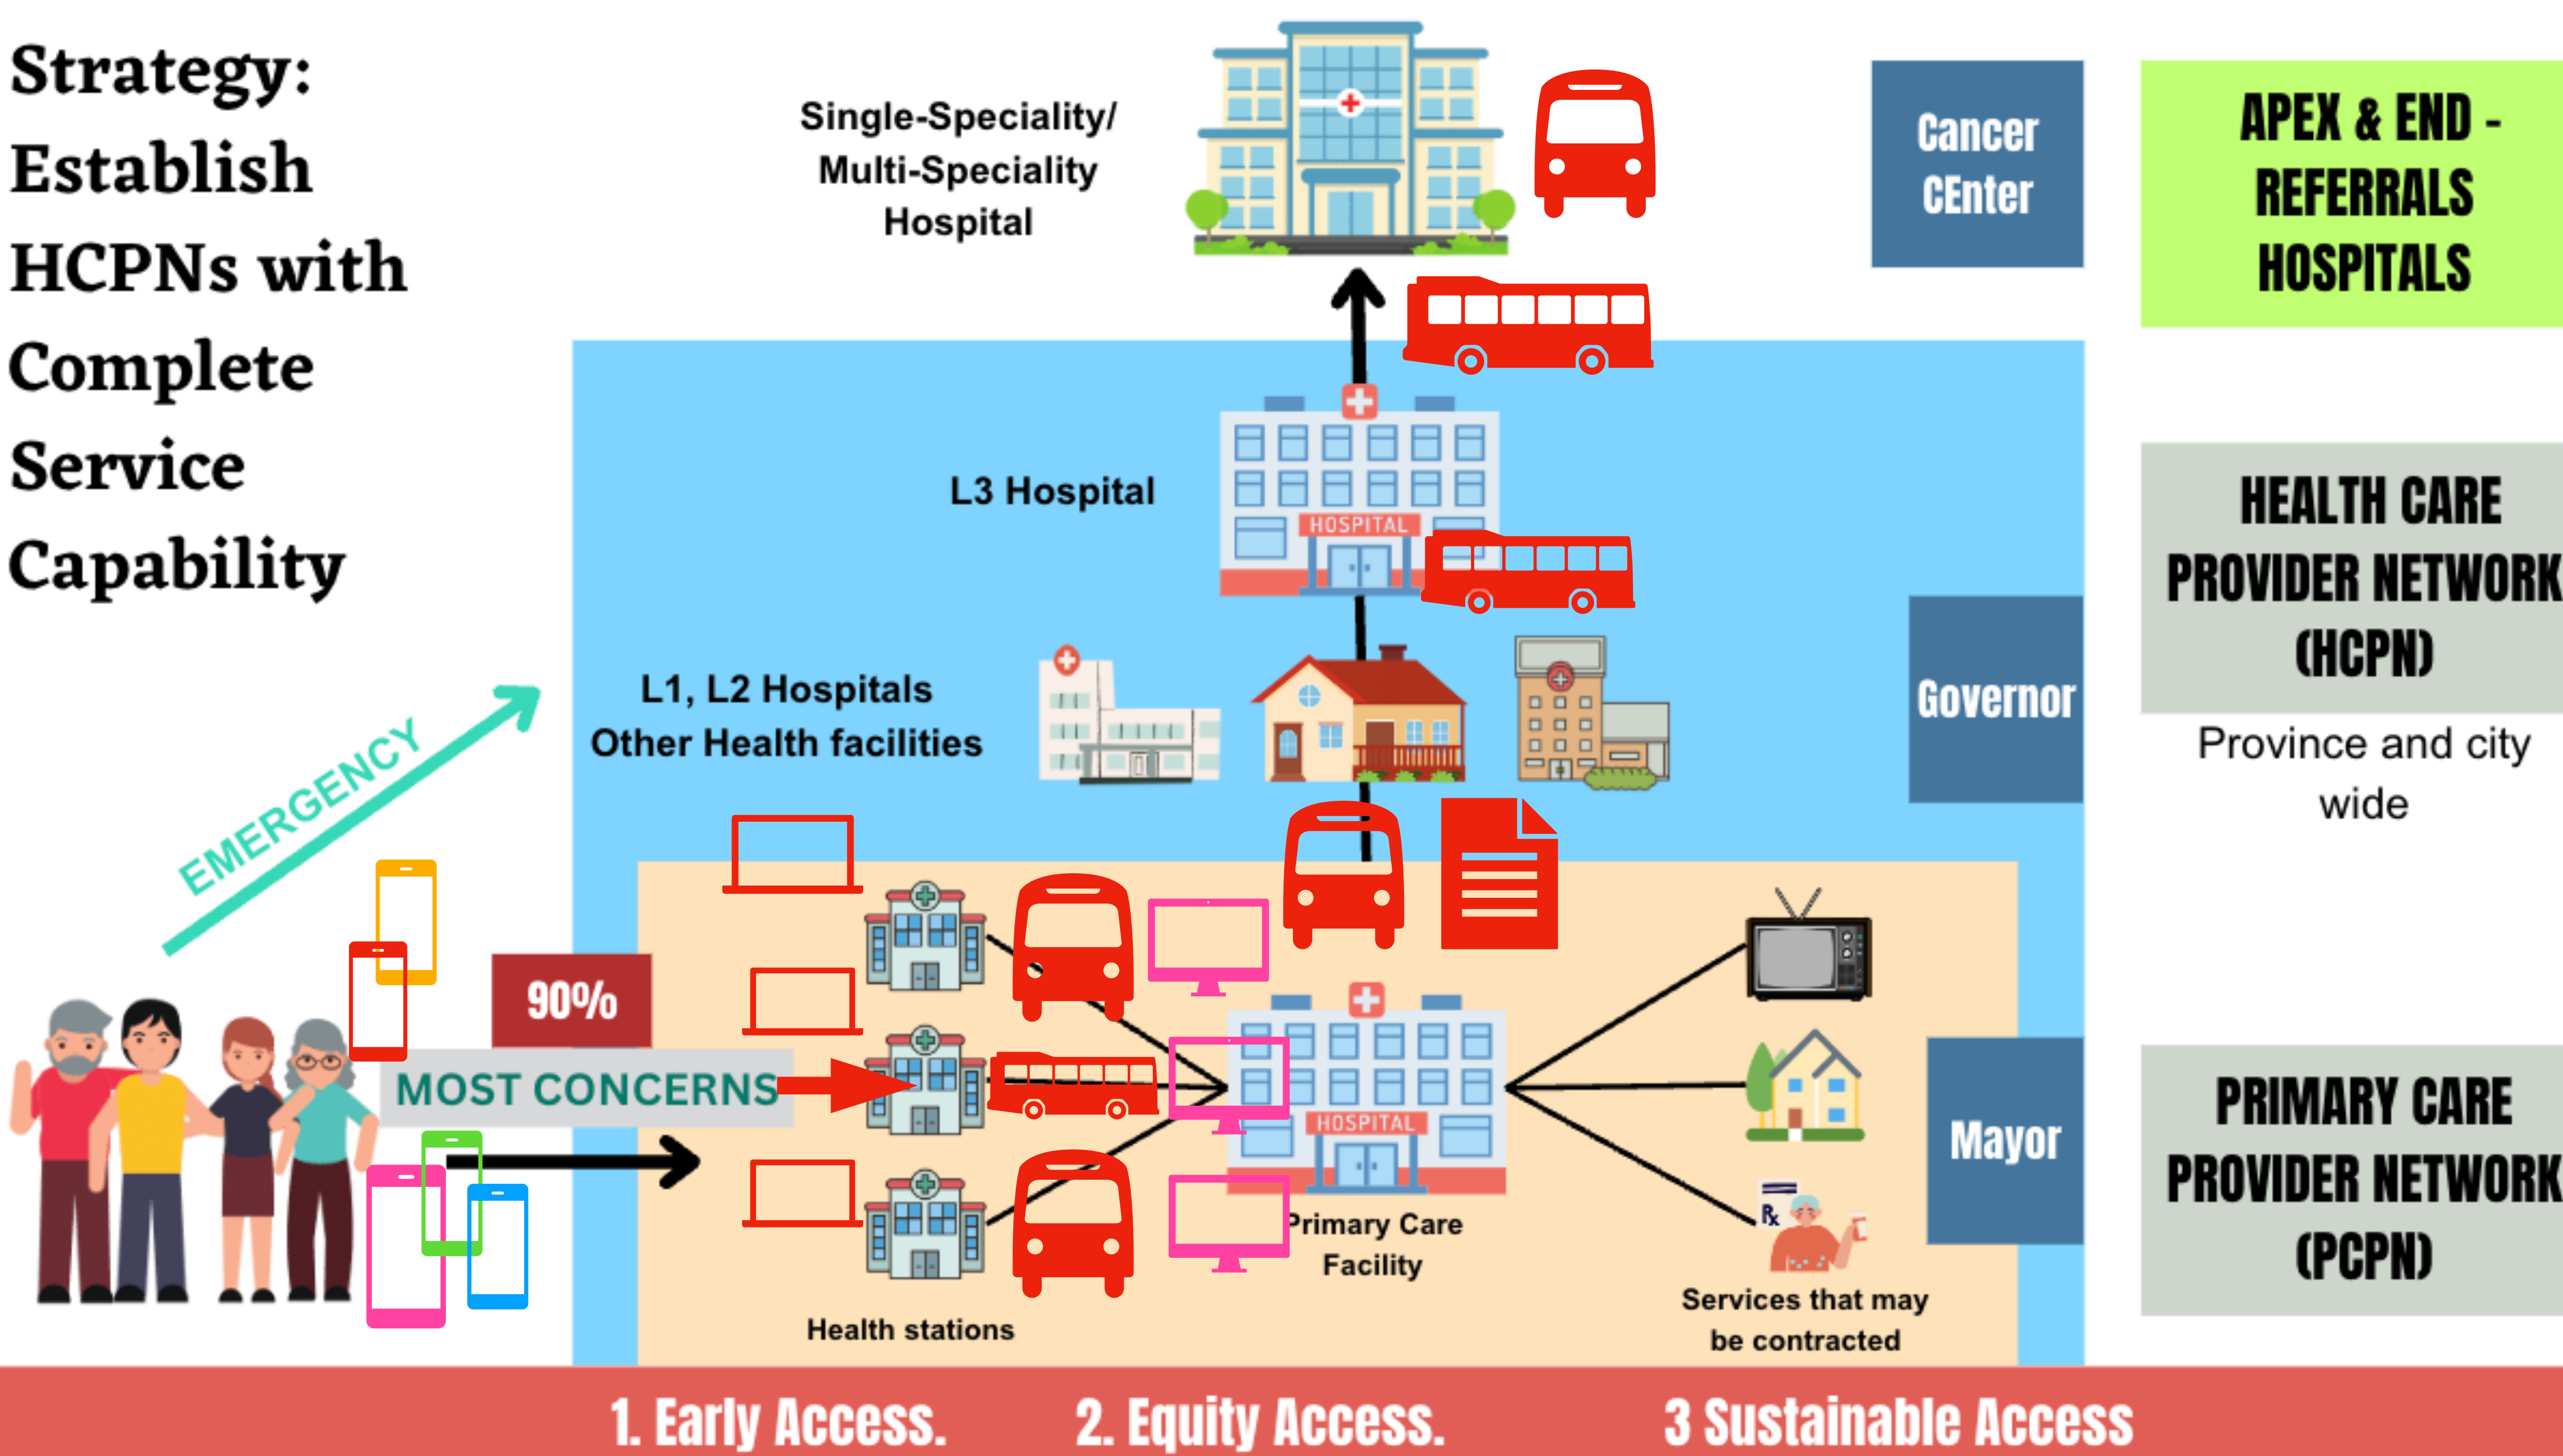 Strategy:
Establish
HCPNs with
Complete
Service
Capability
Single-Speciality/
Multi-Speciality
Hospital
Cancer
CEnter
APEX & END -
REFERRALS
HOSPITALS
L3 Hospital
HOSPITAL
HEALTH CARE
PROVIDER NETWORK
(HCPN)
Province and city
wide
Governor
L1, L2 Hospitals
Other Health facilities
EMERGENCY
90%
MOST CONCERNS
HOSPITAL
Primary Care
Facility
Health stations
Rx
Services that may
be contracted
Mayor
PRIMARY CARE
PROVIDER NETWORK
(PCPN)
1. Early Access.
2. Equity Access.
3 Sustainable Access